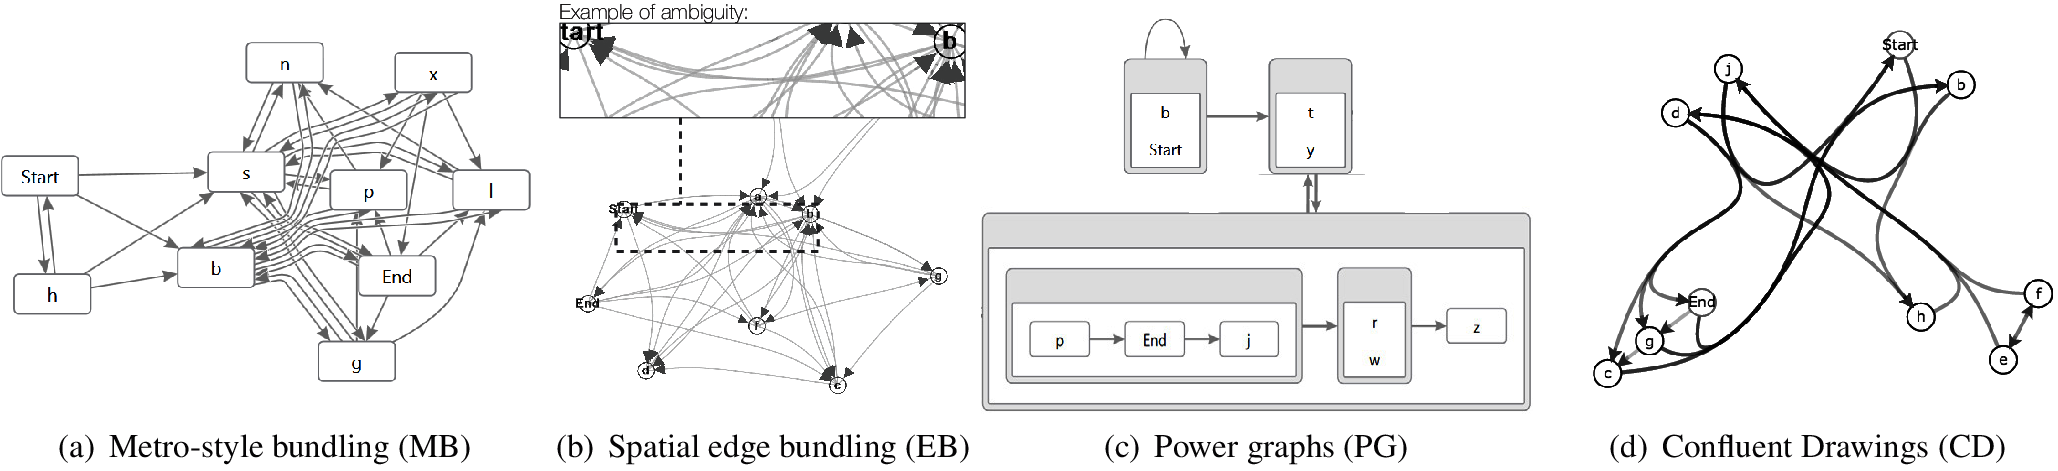 Example of ambiguity:
tart
b
n
x
Start
s
p
l
h
b
End
g
Start
a
b
g
End
f
d
c
b
Start
t
y
p
End
j
r
w
z
Start
j
b
d
End
f
h
g
e
c
(a) Metro-style bundling (MB)
(b) Spatial edge bundling (EB)
(c) Power graphs (PG)
(d) Confluent Drawings (CD)